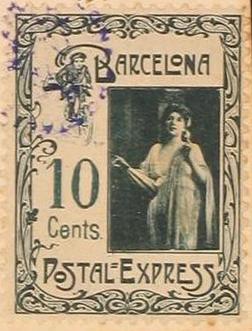 BARCELONA
10
Cents.
POSTAL-EXPRESS